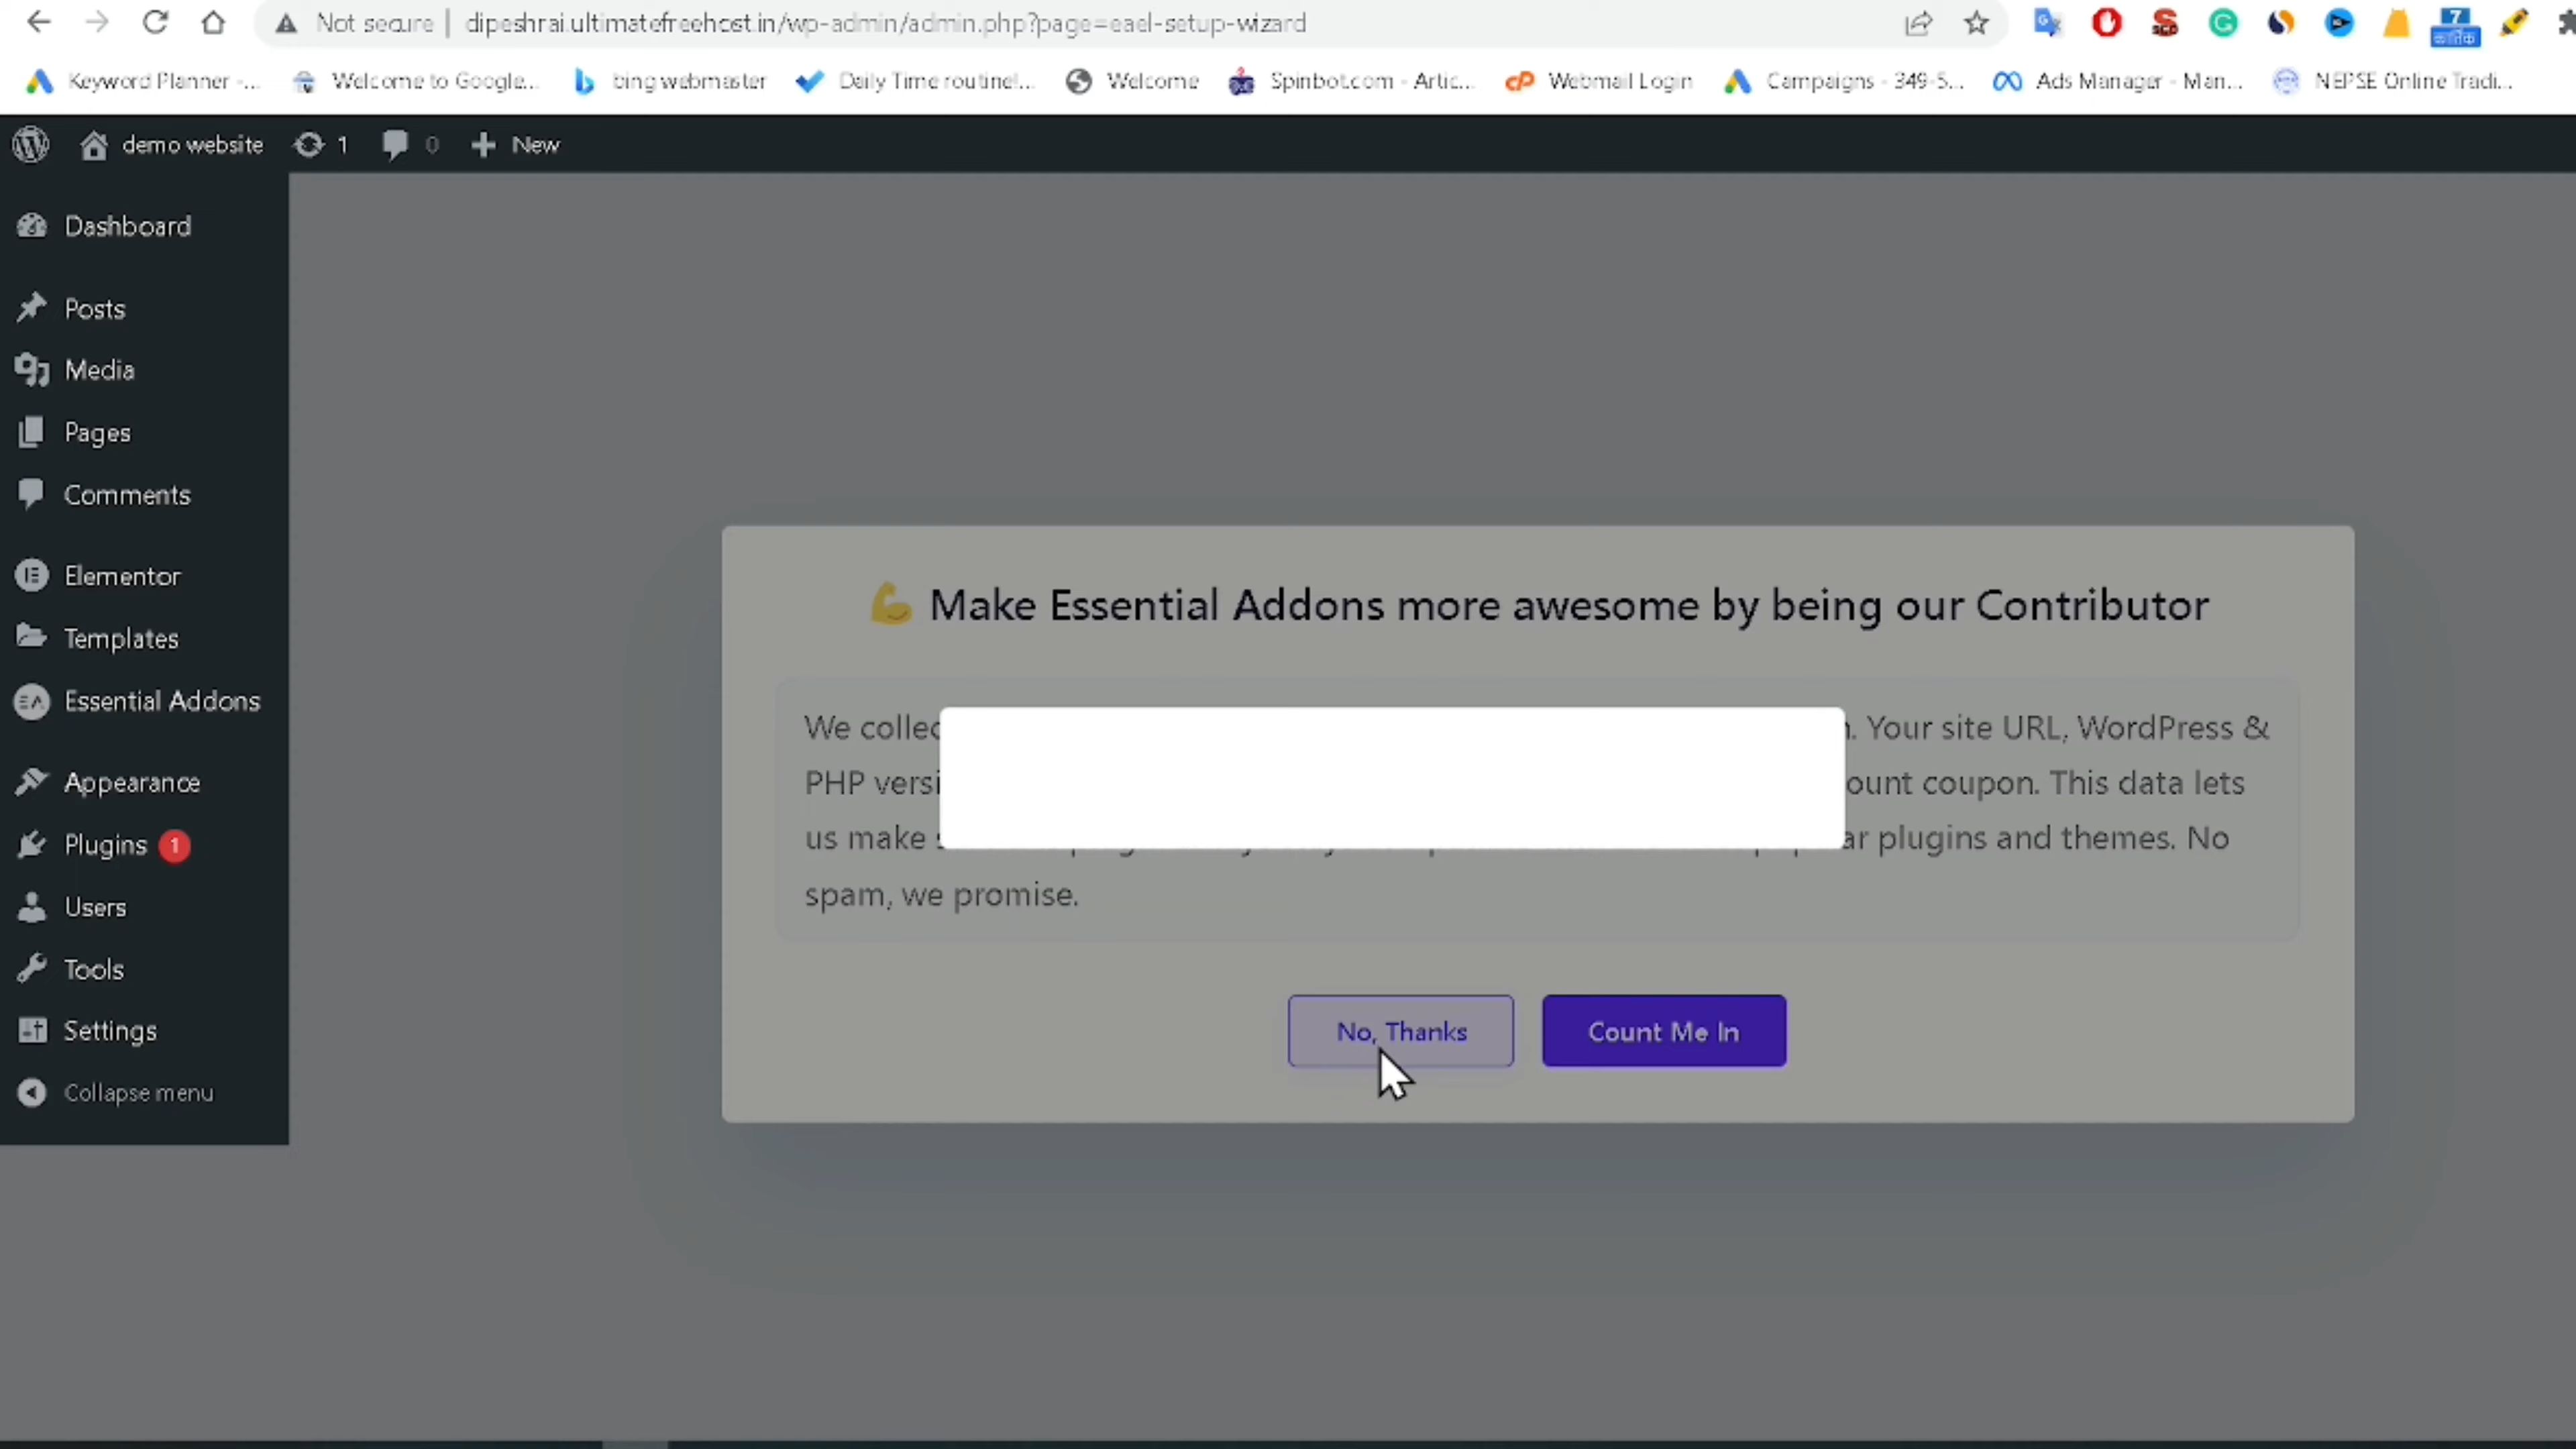 Not secure | dipeshrai.ultimatefreehost.in/wp-admin/admin.php?page=eael-setup-wizard
7
Keyword Planner -... Welcome to Google... bing webmaster Daily Time routine!... Welcome Spinbot.com - Artic... Webmail Login Campaigns - 349-5... Ads Manager - Man... NEPSE Online Tradi...
demo website 1 0 New
Dashboard
Posts
Media
Pages
Comments
Elementor
Templates
Essential Addons
Appearance
Plugins 1
Users
Tools
Settings
Collapse menu
Make Essential Addons more awesome by being our Contributor
We Your site URL, WordPress &
PHP coupon. This data lets
us make plugins and themes. No
spam, we promise.
No, Thanks
Count Me In